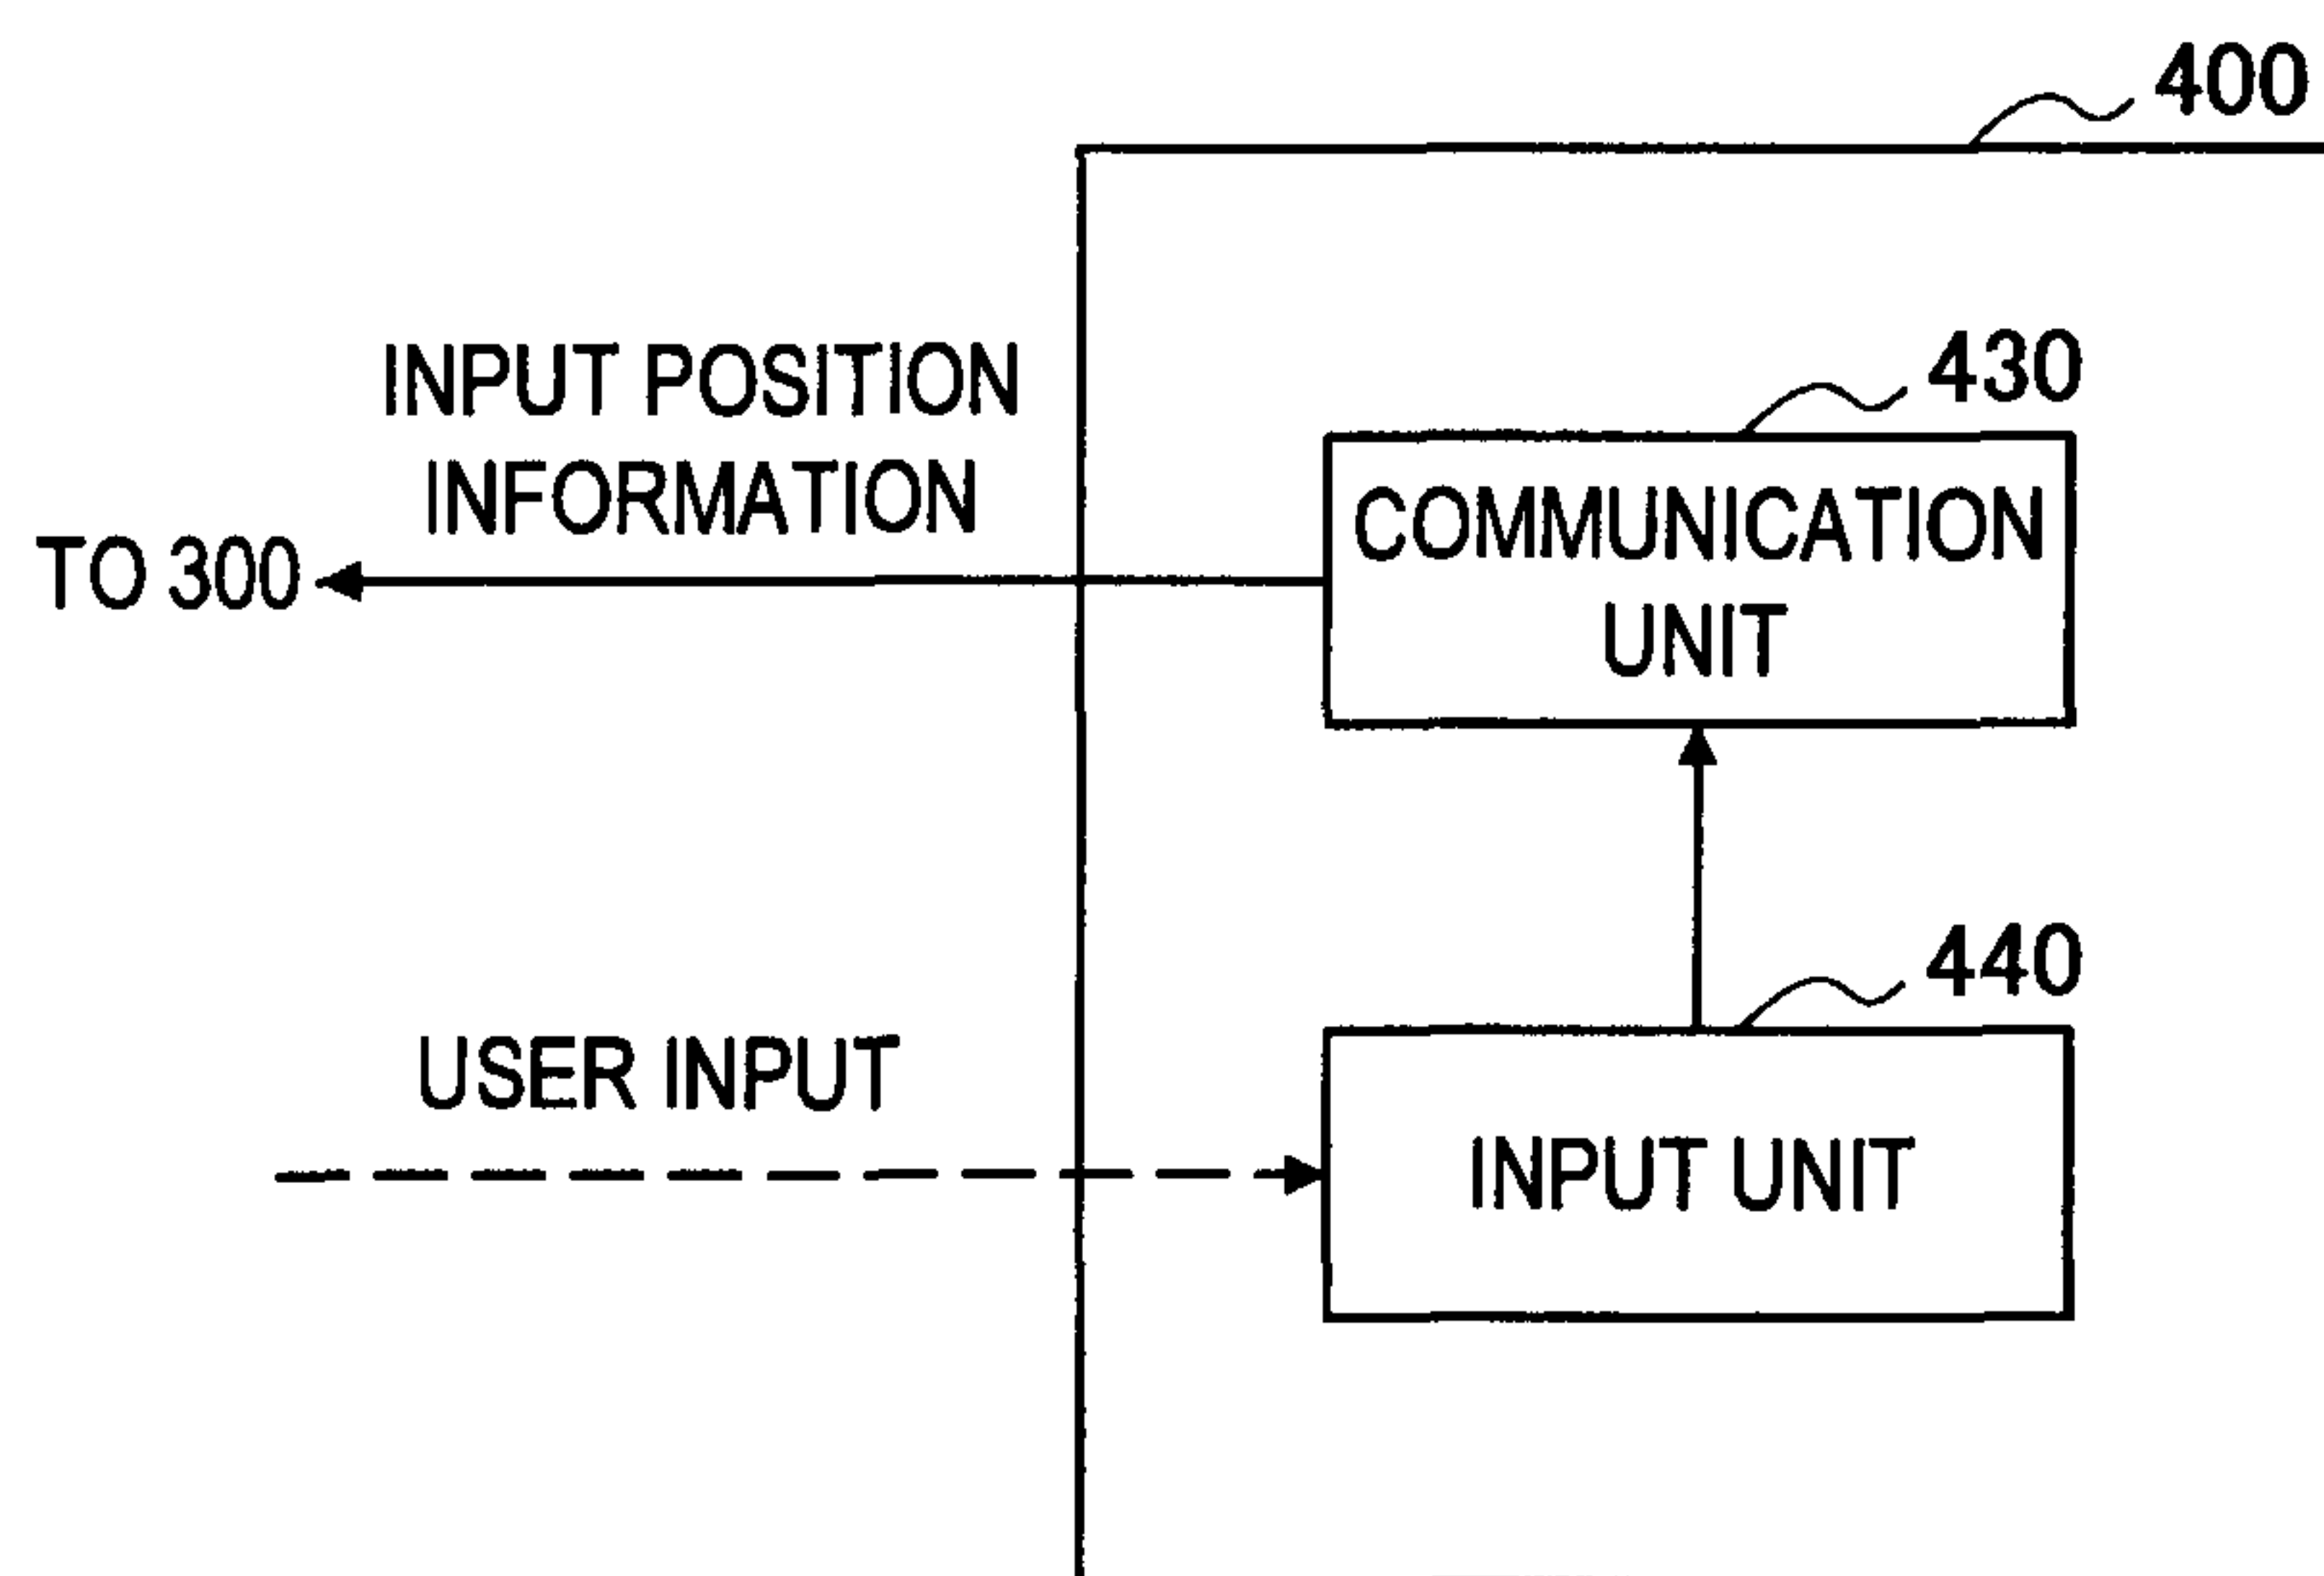 400
INPUT POSITION
INFORMATION
TO 300
430
COMMUNICATION
UNIT
440
USER INPUT
INPUT UNIT